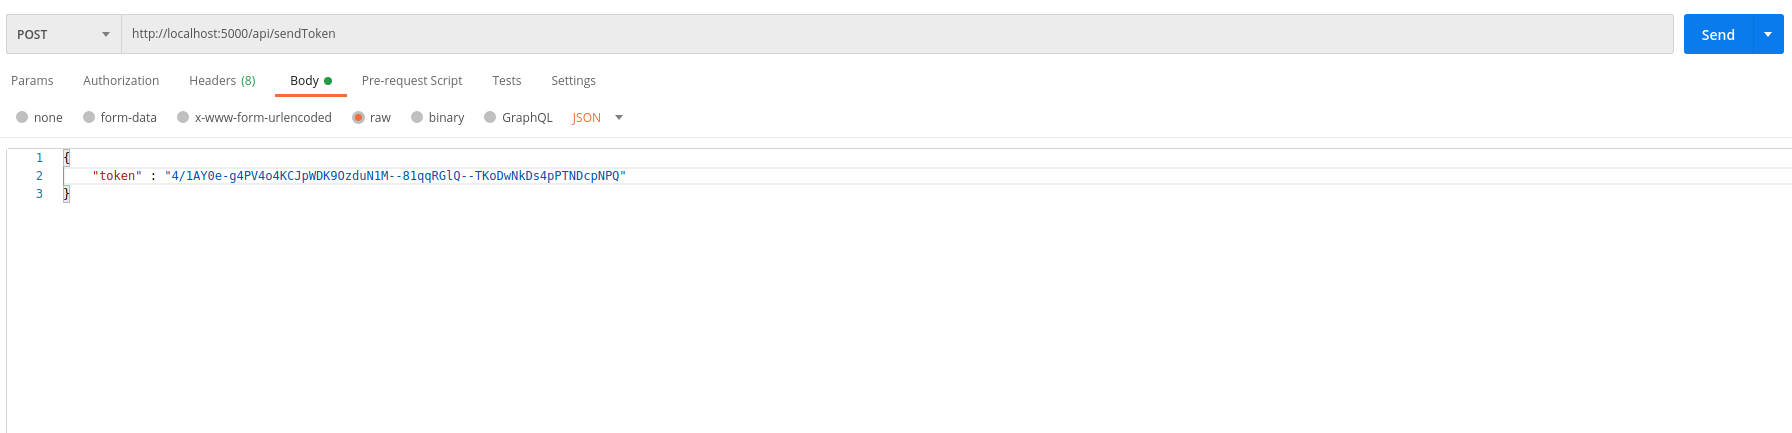 POST http://localhost:5000/api/sendToken Send
Params Authorization Headers (8) Body Pre-request Script Tests Settings
none form-data x-www-form-urlencoded raw binary GraphQL JSON
1 {
2 "token" : "4/1AY0e-g4PV4o4KCJpWDK9OzduN1M--81qqRGlQ--TKoDwNkDs4pPTNDcpNPQ"
3 }